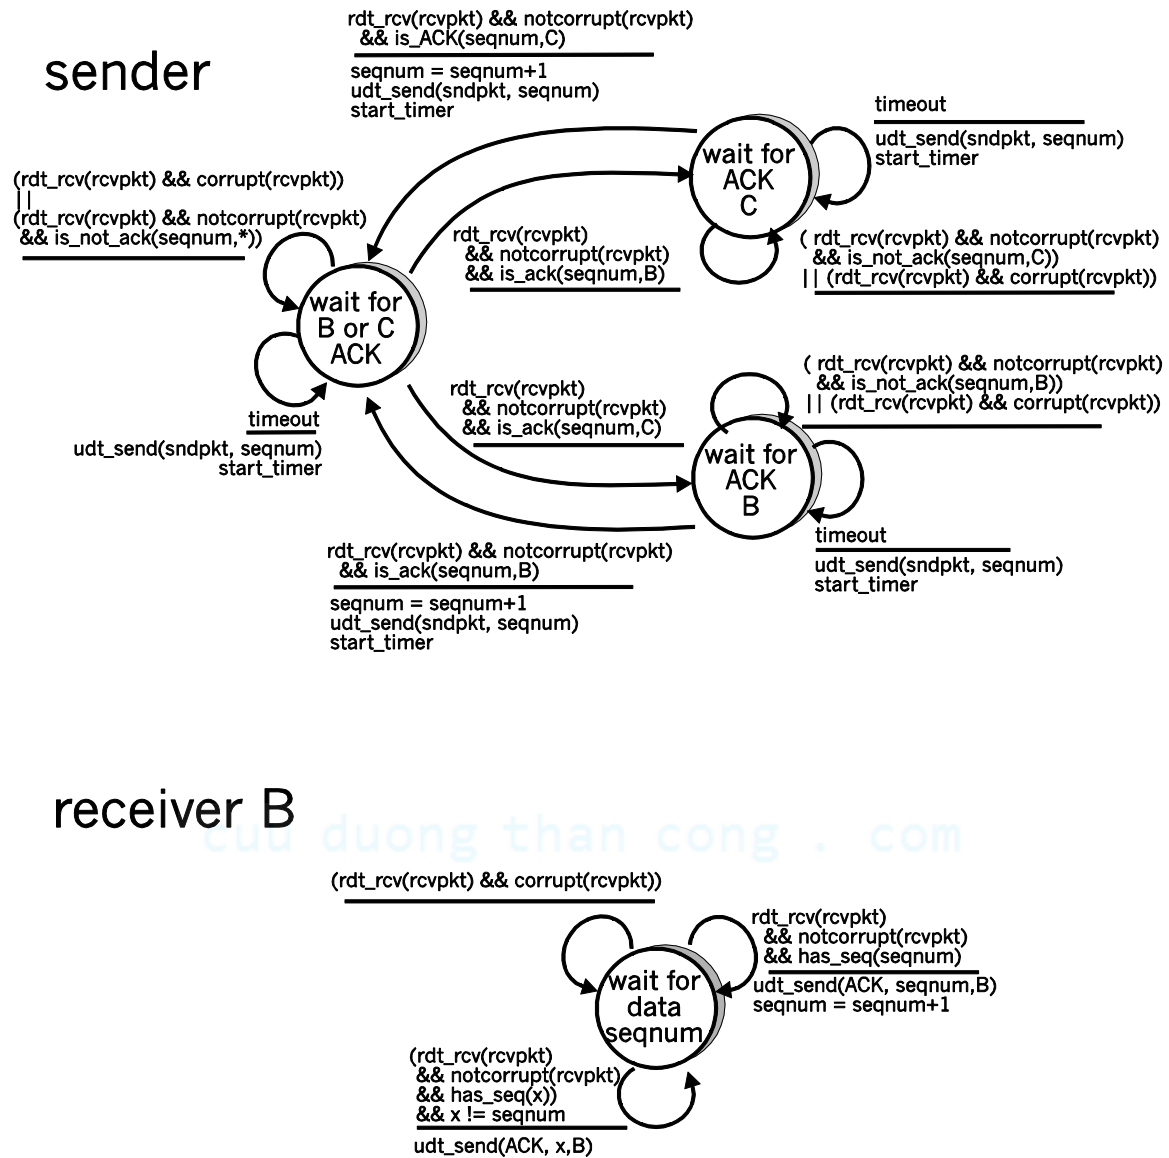 sender
rdt_rcv(rcvpkt) && notcorrupt(rcvpkt)
&& is_ACK(seqnum,C)
seqnum = seqnum+1
udt_send(sndpkt, seqnum)
start_timer
wait for
ACK
C
timeout
udt_send(sndpkt, seqnum)
start_timer
(rdt_rcv(rcvpkt) && corrupt(rcvpkt))
||
(rdt_rcv(rcvpkt) && notcorrupt(rcvpkt)
&& is_not_ack(seqnum,*))
rdt_rcv(rcvpkt)
&& notcorrupt(rcvpkt)
&& is_ack(seqnum,B)
( rdt_rcv(rcvpkt) && notcorrupt(rcvpkt)
&& is_not_ack(seqnum,C))
|| (rdt_rcv(rcvpkt) && corrupt(rcvpkt))
wait for
B or C
ACK
timeout
udt_send(sndpkt, seqnum)
start_timer
rdt_rcv(rcvpkt)
&& notcorrupt(rcvpkt)
&& is_ack(seqnum,C)
( rdt_rcv(rcvpkt) && notcorrupt(rcvpkt)
&& is_not_ack(seqnum,B))
|| (rdt_rcv(rcvpkt) && corrupt(rcvpkt))
wait for
ACK
B
timeout
udt_send(sndpkt, seqnum)
start_timer
rdt_rcv(rcvpkt) && notcorrupt(rcvpkt)
&& is_ack(seqnum,B)
seqnum = seqnum+1
udt_send(sndpkt, seqnum)
start_timer
receiver B
cuu duong than cong . com
(rdt_rcv(rcvpkt) && corrupt(rcvpkt))
rdt_rcv(rcvpkt)
&& notcorrupt(rcvpkt)
&& has_seq(seqnum)
udt_send(ACK, seqnum,B)
seqnum = seqnum+1
wait for
data
seqnum
(rdt_rcv(rcvpkt)
&& notcorrupt(rcvpkt)
&& has_seq(x))
&& x != seqnum
udt_send(ACK, x,B)